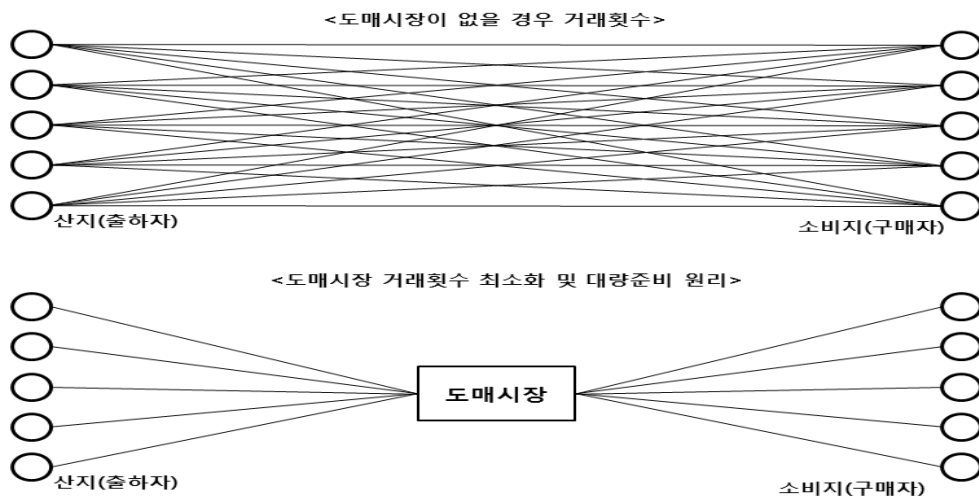 <도매시장이 없을 경우 거래횟수>
산지(출하자)
소비지(구매자)
<도매시장 거래횟수 최소화 및 대량준비 원리>
도매시장
산지(출하자)
소비지(구매자)